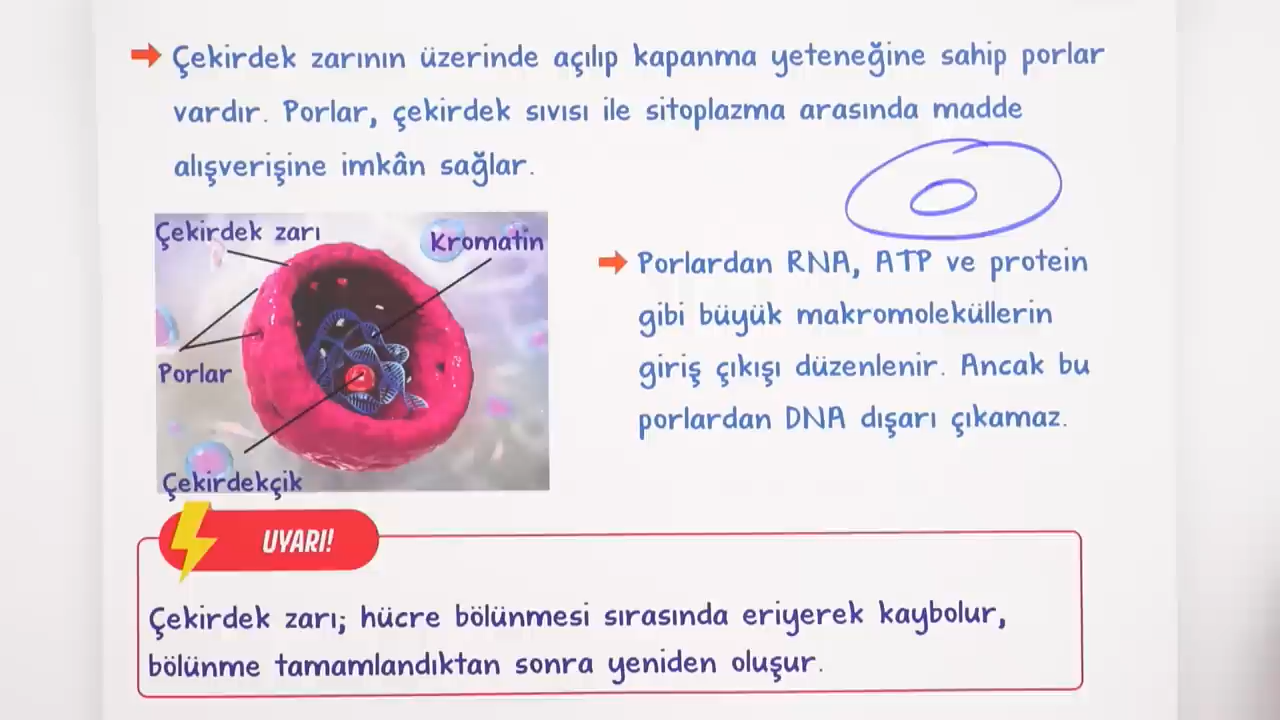 Çekirdek zarının üzerinde açılıp kapanma yeteneğine sahip porlar
vardır. Porlar, çekirdek sıvısı ile sitoplazma arasında madde
alışverişine imkân sağlar.
Çekirdek zarı
Kromatin
Porlar
Çekirdekçik
Porlardan RNA, ATP ve protein
gibi büyük makromoleküllerin
giriş çıkışı düzenlenir. Ancak bu
porlardan DNA dışarı çıkamaz.
UYARI!
Çekirdek zarı; hücre bölünmesi sırasında eriyerek kaybolur,
bölünme tamamlandıktan sonra yeniden oluşur.